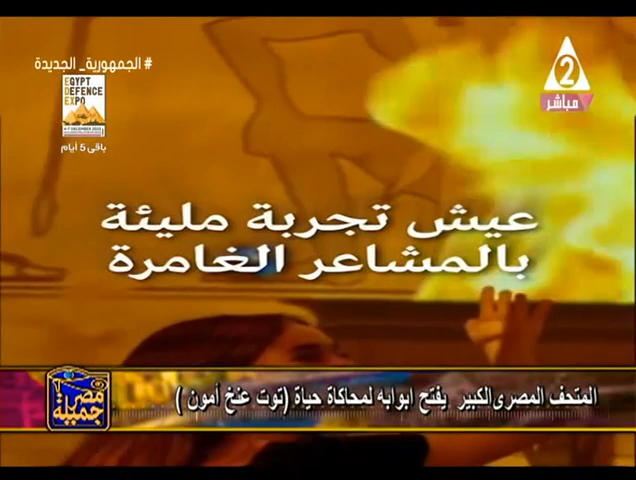 #الجمهورية_الجديدة
EGYPT
DEFENCE
EXPO
باقى 5 أيام
2
مباشر
عيش تجربة مليئة
بالمشاعر الغامرة
المتحف المصرى الكبير يفتح ابوابه لمحاكاة حياة (توت عنخ أمون )
مصر
جميلة